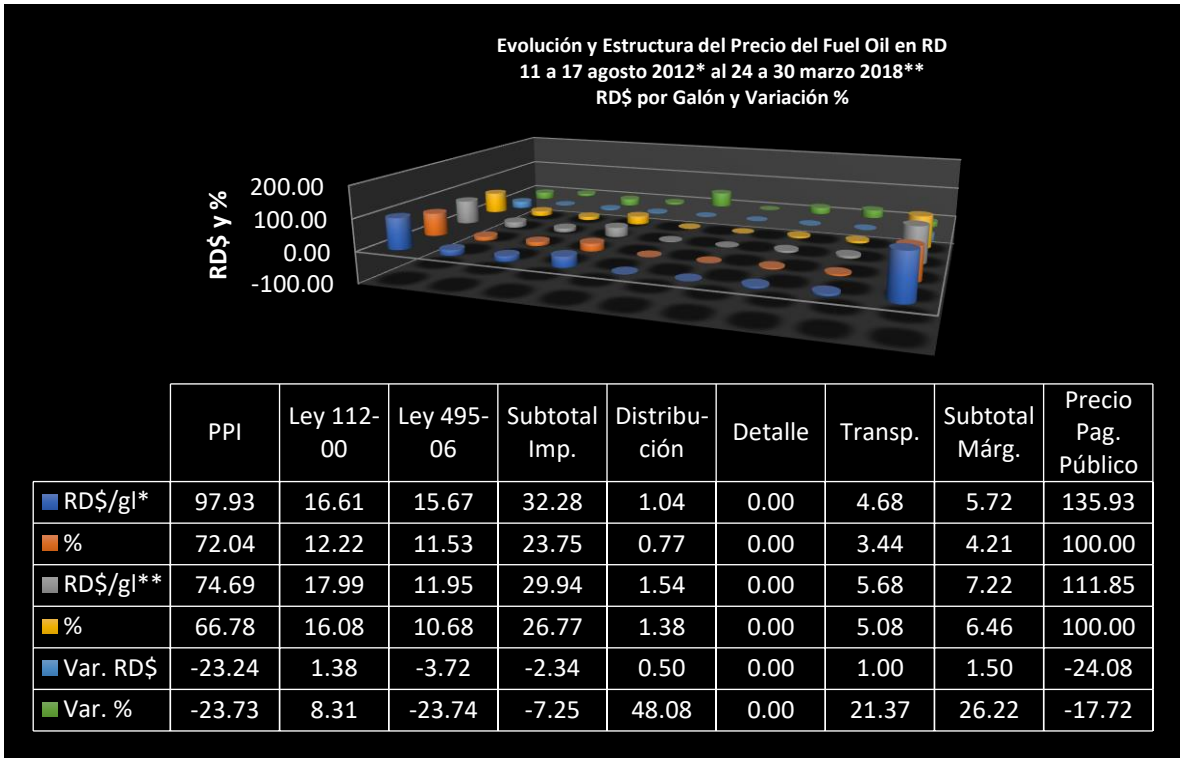 Evolución y Estructura del Precio del Fuel Oil en RD
11 a 17 agosto 2012* al 24 a 30 marzo 2018**
RD$ por Galón y Variación %
RD$ y %
200.00
100.00
0.00
-100.00
PPI Ley 112-00 Ley 495-06 Subtotal Imp. Distribu-ción Detalle Transp. Subtotal Márg. Precio Pag. Público
RD$/gl* 97.93 16.61 15.67 32.28 1.04 0.00 4.68 5.72 135.93
% 72.04 12.22 11.53 23.75 0.77 0.00 3.44 4.21 100.00
RD$/gl** 74.69 17.99 11.95 29.94 1.54 0.00 5.68 7.22 111.85
% 66.78 16.08 10.68 26.77 1.38 0.00 5.08 6.46 100.00
Var. RD$ -23.24 1.38 -3.72 -2.34 0.50 0.00 1.00 1.50 -24.08
Var. % -23.73 8.31 -23.74 -7.25 48.08 0.00 21.37 26.22 -17.72